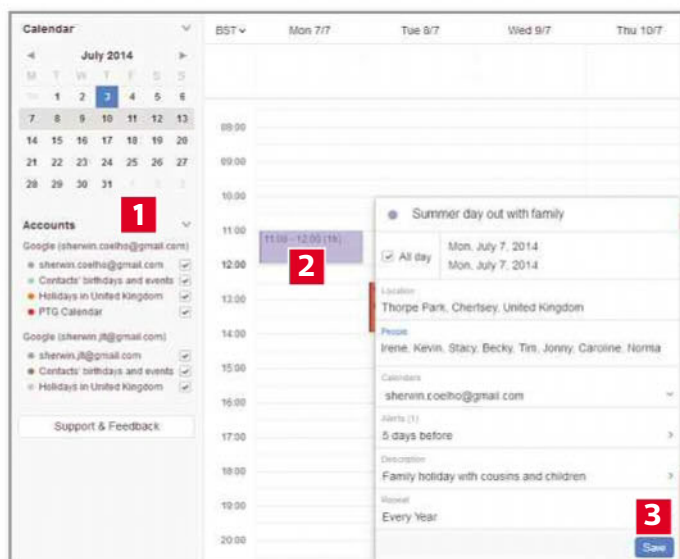 Calendar
July 2014
M T W T F S S
1 2 3 4 5 6
7 8 9 10 11 12 13
14 15 16 17 18 19 20
21 22 23 24 25 26 27
28 29 30 31
1
Accounts
Google (sherwin.coelho@gmail.com)
sherwin.coelho@gmail.com
Contacts' birthdays and events
Holidays in United Kingdom
PTG Calendar
Google (sherwin.jtl@gmail.com)
sherwin.jtl@gmail.com
Contacts' birthdays and events
Holidays in United Kingdom
Support & Feedback
BST Mon 7/7 Tue 8/7 Wed 9/7 Thu 10/7
08:00
09:00
10:00
11:00
12:00
13:00
14:00
15:00
16:00
17:00
18:00
19:00
20:00
11:00 - 12:00 (1h)
2
Summer day out with family
All day
Mon, July 7, 2014
Mon, July 7, 2014
Location
Thorpe Park, Chertsey, United Kingdom
People
Irene, Kevin, Stacy, Becky, Tim, Jonny, Caroline, Norma
Calendars
sherwin.coelho@gmail.com
Alerts (1)
5 days before
Description
Family holiday with cousins and children
Repeat
Every Year
3
Save